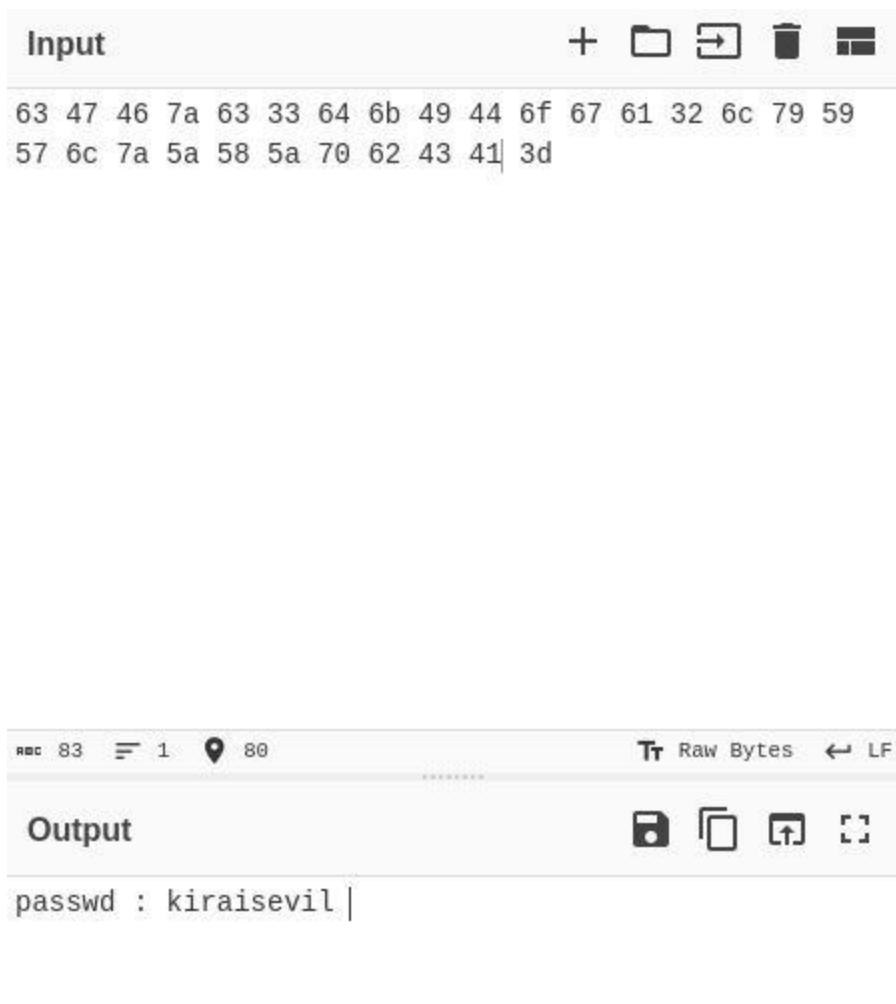 Input
63 47 46 7a 63 33 64 6b 49 44 6f 67 61 32 6c 79 59
57 6c 7a 5a 58 5a 70 62 43 41 3d
ABC 83 1 80 Raw Bytes LF
Output
passwd : kiraisevil